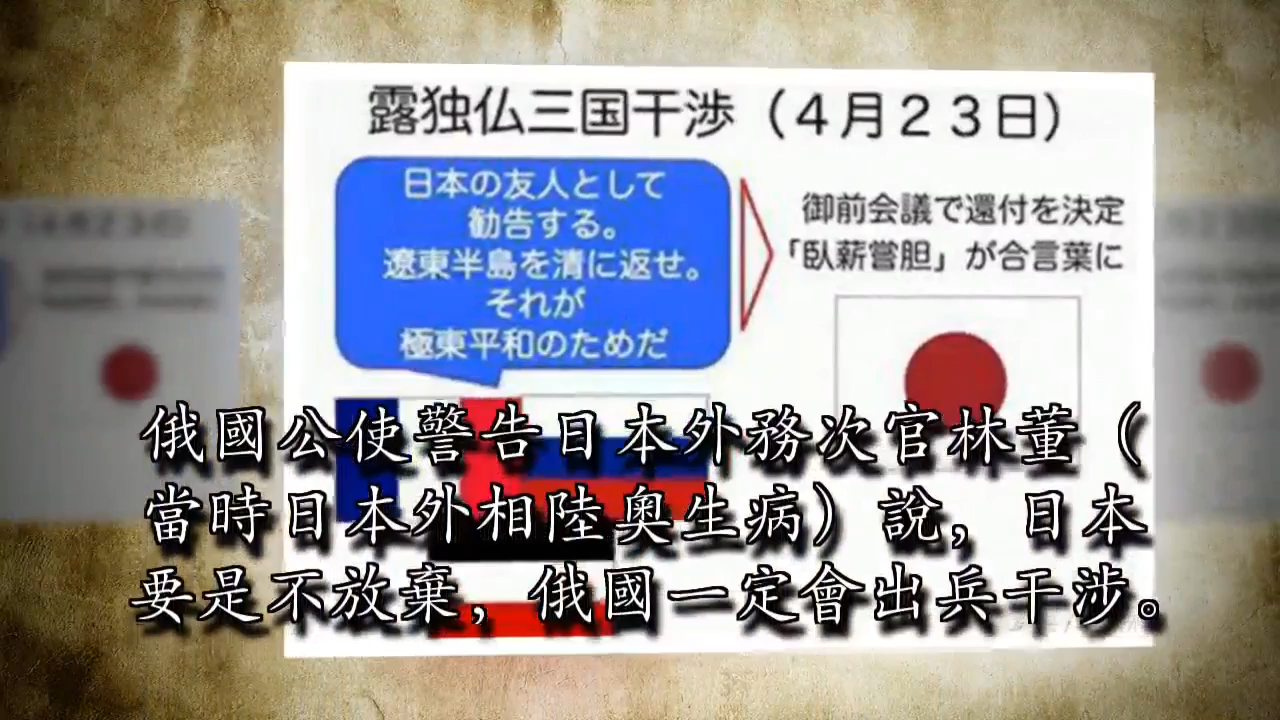 露独仏三国干渉（４月２３日）
日本の友人として
勧告する。
遼東半島を清に返せ。
それが
極東平和のためだ
御前会議で還付を決定
「臥薪嘗胆」が合言葉に
俄國公使警告日本外務次官林董（
當時日本外相陸奧生病）說，日本
要是不放棄，俄國一定會出兵干涉。